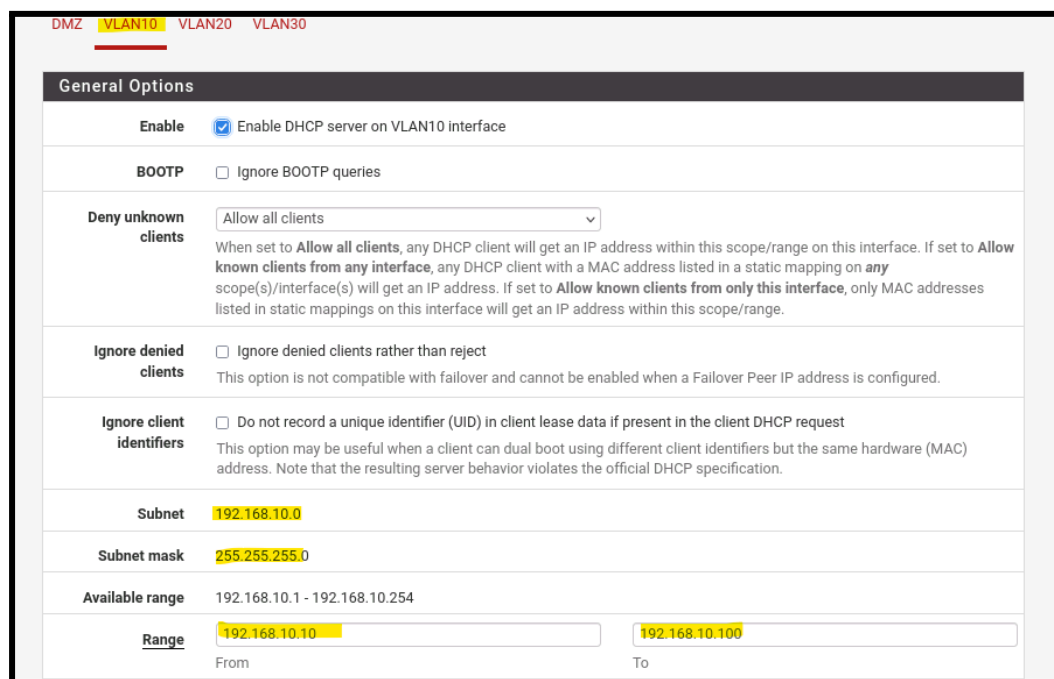 DMZ VLAN10 VLAN20 VLAN30
General Options
Enable Enable DHCP server on VLAN10 interface
BOOTP Ignore BOOTP queries
Deny unknown clients Allow all clients
When set to Allow all clients, any DHCP client will get an IP address within this scope/range on this interface. If set to Allow
known clients from any interface, any DHCP client with a MAC address listed in a static mapping on any
scope(s)/interface(s) will get an IP address. If set to Allow known clients from only this interface, only MAC addresses
listed in static mappings on this interface will get an IP address within this scope/range.
Ignore denied clients Ignore denied clients rather than reject
This option is not compatible with failover and cannot be enabled when a Failover Peer IP address is configured.
Ignore client identifiers Do not record a unique identifier (UID) in client lease data if present in the client DHCP request
This option may be useful when a client can dual boot using different client identifiers but the same hardware (MAC)
address. Note that the resulting server behavior violates the official DHCP specification.
Subnet 192.168.10.0
Subnet mask 255.255.255.0
Available range 192.168.10.1 - 192.168.10.254
Range 192.168.10.10 192.168.10.100
From To